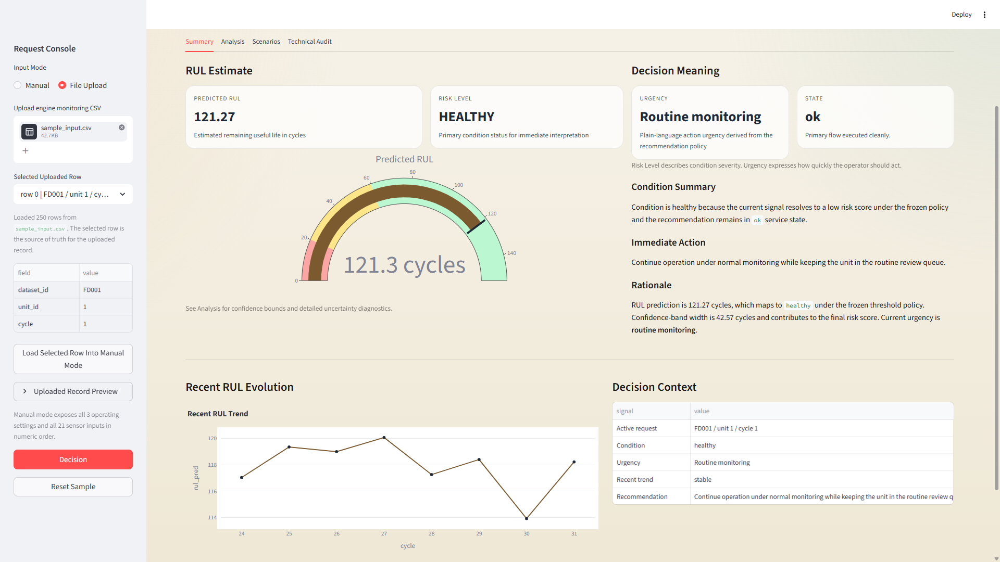 Deploy
Request Console
Input Mode
Manual
File Upload
Upload engine monitoring CSV
sample_input.csv
42.7KB
Selected Uploaded Row
row 0 | FD001 / unit 1 / cy...
Loaded 250 rows from
sample_input.csv . The selected row is
the source of truth for the uploaded
record.
field value
dataset_id FD001
unit_id 1
cycle 1
Load Selected Row Into Manual
Mode
Uploaded Record Preview
Manual mode exposes all 3 operating
settings and all 21 sensor inputs in
numeric order.
Decision
Reset Sample
Summary Analysis Scenarios Technical Audit
RUL Estimate
PREDICTED RUL
121.27
Estimated remaining useful life in cycles
RISK LEVEL
HEALTHY
Primary condition status for immediate interpretation
Predicted RUL
0
20
40
60
80
100
120
140
121.3 cycles
See Analysis for confidence bounds and detailed uncertainty diagnostics.
Decision Meaning
URGENCY
Routine monitoring
Plain-language action urgency derived from the
recommendation policy
STATE
ok
Primary flow executed cleanly.
Risk Level describes condition severity. Urgency expresses how quickly the operator should act.
Condition Summary
Condition is healthy because the current signal resolves to a low risk score under the frozen policy
and the recommendation remains in ok service state.
Immediate Action
Continue operation under normal monitoring while keeping the unit in the routine review queue.
Rationale
RUL prediction is 121.27 cycles, which maps to healthy under the frozen threshold policy.
Confidence-band width is 42.57 cycles and contributes to the final risk score. Current urgency is
routine monitoring.
Recent RUL Evolution
Recent RUL Trend
rul_pred
120
118
116
114
24 25 26 27 28 29 30 31
cycle
Decision Context
signal value
Active request FD001 / unit 1 / cycle 1
Condition healthy
Urgency Routine monitoring
Recent trend stable
Recommendation Continue operation under normal monitoring while keeping the unit in the routine review q